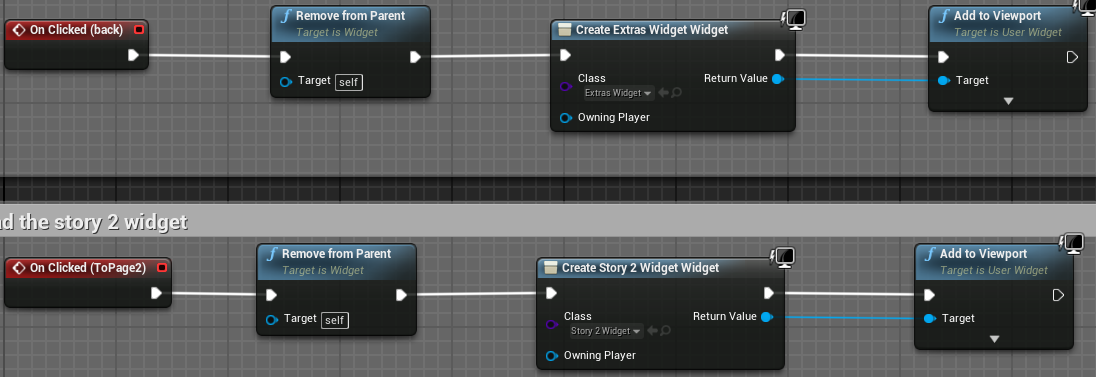 On Clicked (back)
Remove from Parent
Target is Widget
Target self
Create Extras Widget Widget
Class
Extras Widget
Return Value
Owning Player
Add to Viewport
Target is User Widget
Target
the story 2 widget
On Clicked (ToPage2)
Remove from Parent
Target is Widget
Target self
Create Story 2 Widget Widget
Class
Story 2 Widget
Return Value
Owning Player
Add to Viewport
Target is User Widget
Target